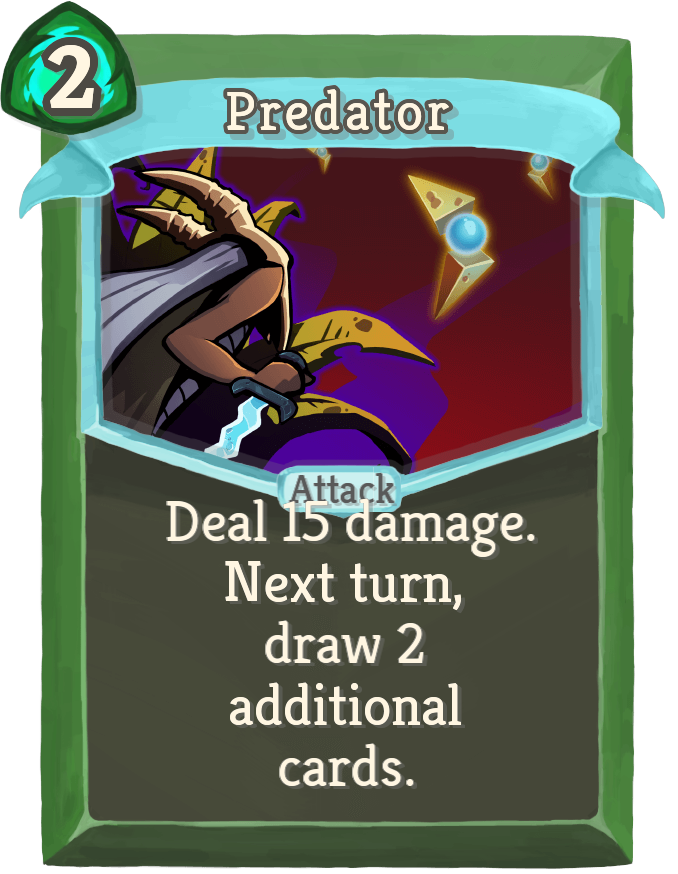 2
Predator
Attack
Deal 15 damage.
Next turn,
draw 2
additional
cards.